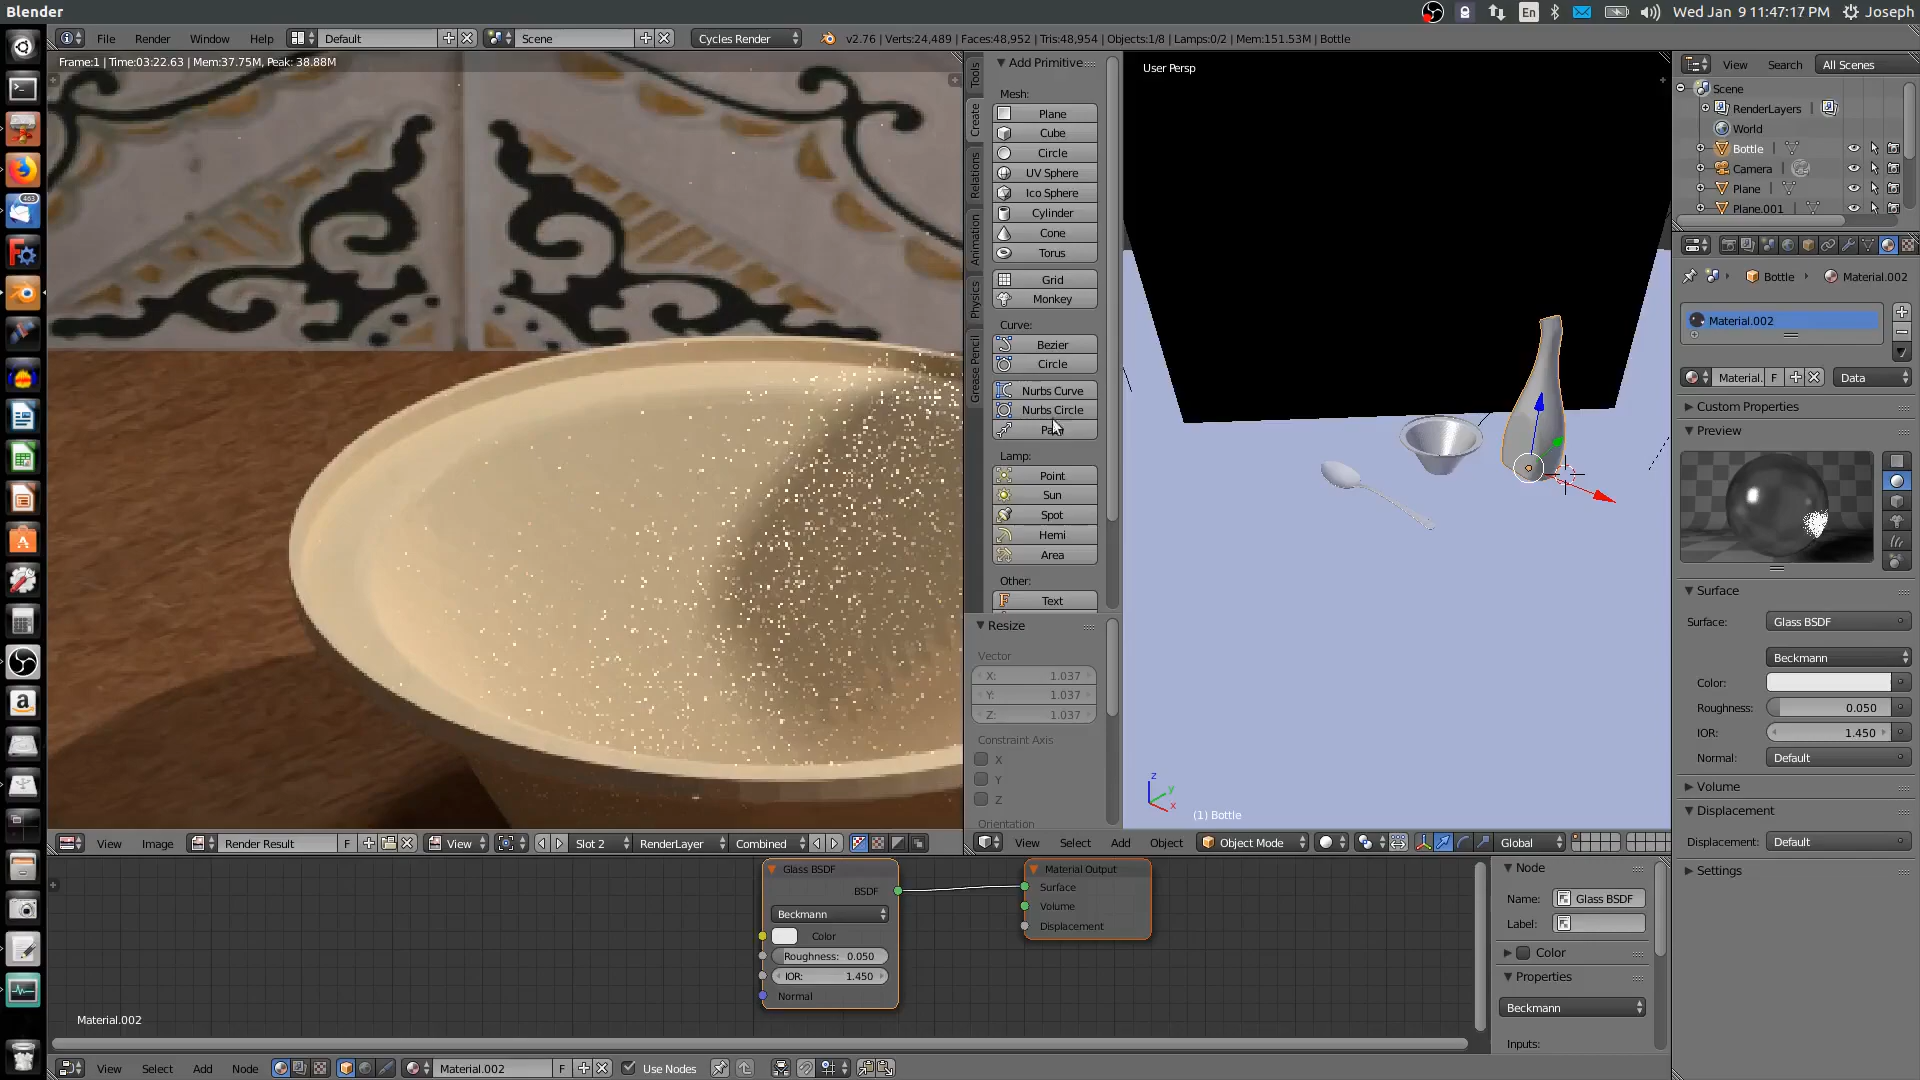 Blender
En
Wed Jan 9 11:47:17 PM
Joseph
File
Render
Window
Help
Default
Scene
Cycles Render
v2.76 | Verts:24,489 | Faces:48,952 | Tris:48,954 | Objects:1/8 | Lamps:0/2 | Mem:151.53M | Bottle
Frame:1 | Time:03:22.63 | Mem:37.75M, Peak: 38.88M
Tools
Create
Relations
Animation
Physics
Grease Pencil
Add Primitive
Mesh:
Plane
Cube
Circle
UV Sphere
Ico Sphere
Cylinder
Cone
Torus
Grid
Monkey
Curve:
Bezier
Circle
Nurbs Curve
Nurbs Circle
Lamp:
Point
Sun
Spot
Hemi
Area
Other:
Text
Resize
Vector
X: 1.037
Y: 1.037
Z: 1.037
Constraint Axis
X
Y
Z
Orientation
User Persp
z
y
x
(1) Bottle
View
Search
All Scenes
Scene
RenderLayers
World
Bottle
Camera
Plane
Plane.001
Bottle
Material.002
Material.002
Material.
F
Data
Custom Properties
Preview
Surface
Surface:
Glass BSDF
Beckmann
Color:
Roughness: 0.050
IOR: 1.450
Normal: Default
Volume
Displacement
Displacement: Default
Settings
View
Image
Render Result
F
View
Slot 2
RenderLayer
Combined
View
Select
Add
Object
Object Mode
Global
Glass BSDF
BSDF
Beckmann
Color
Roughness: 0.050
IOR: 1.450
Normal
Material Output
Surface
Volume
Displacement
Material.002
Node
Name: Glass BSDF
Label:
Color
Properties
Beckmann
Inputs:
View
Select
Add
Node
Material.002
F
Use Nodes